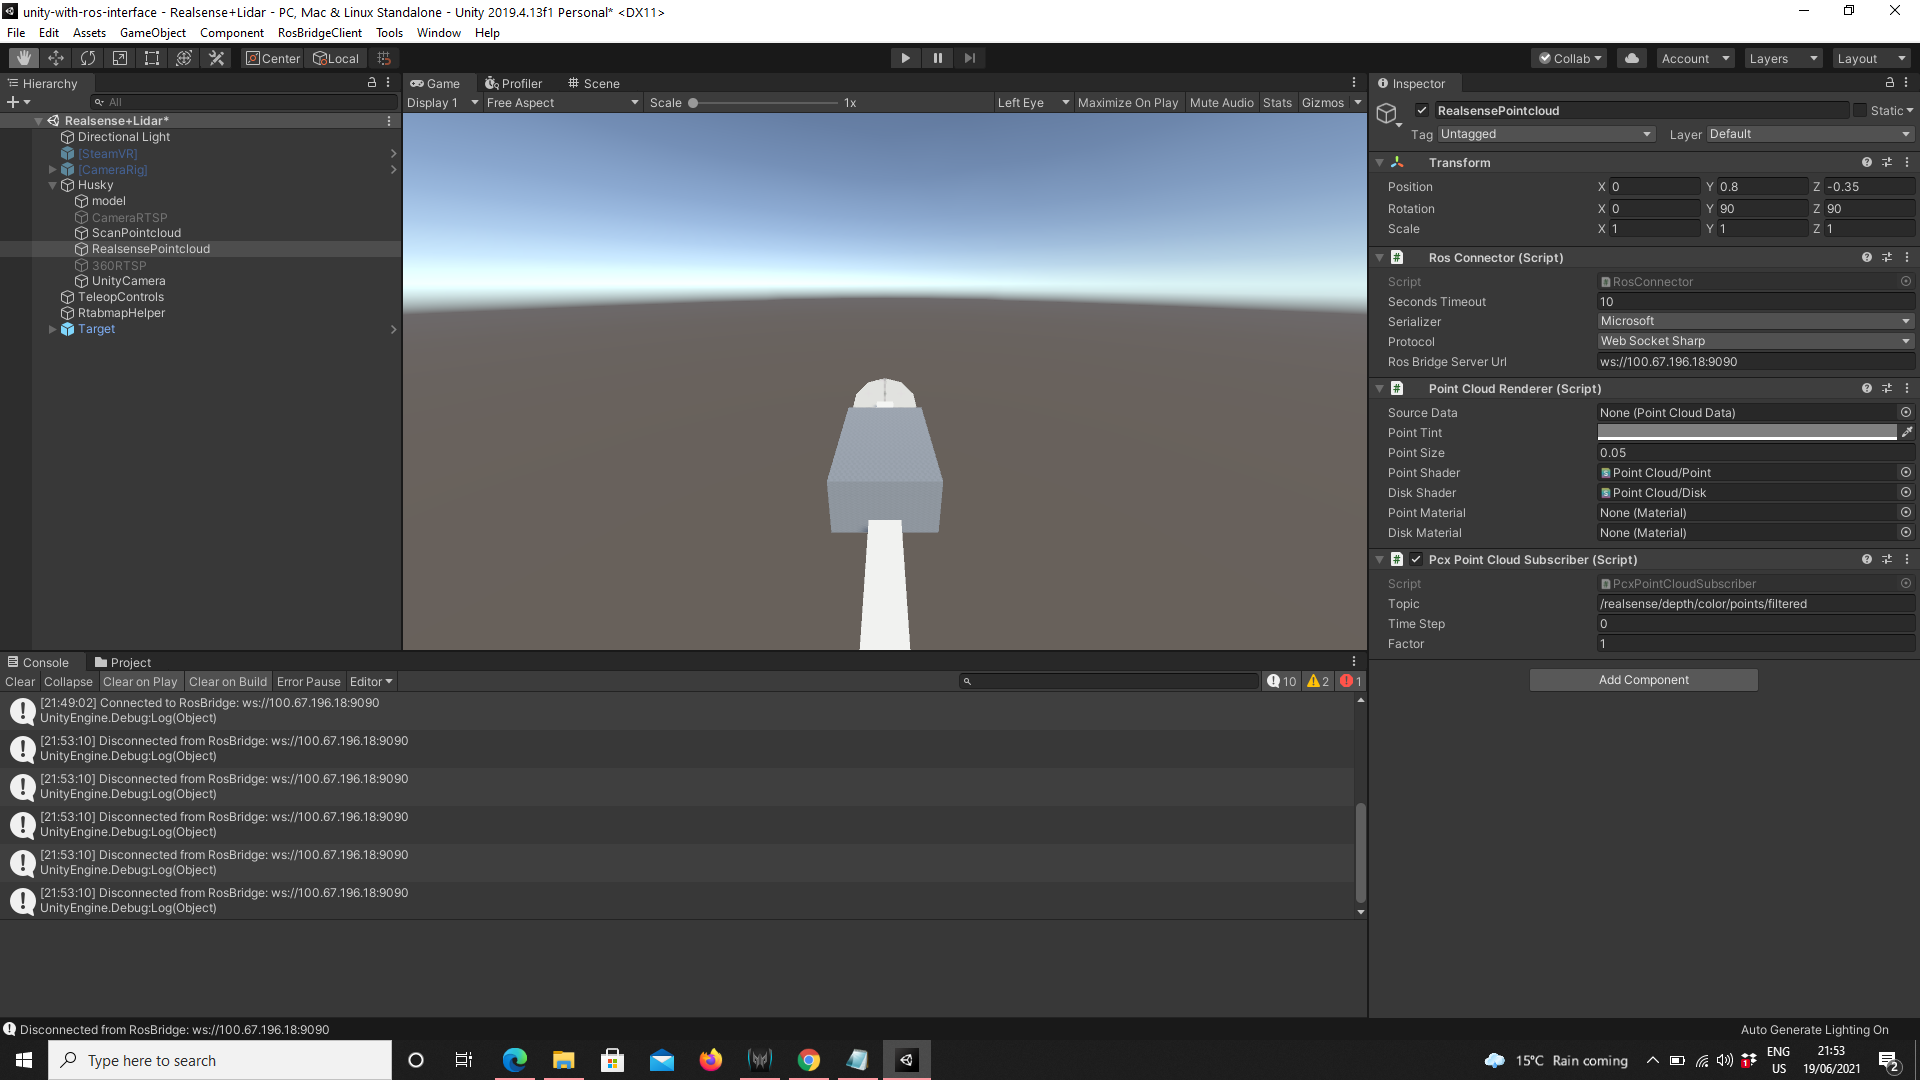 unity-with-ros-interface - Realsense+Lidar - PC, Mac & Linux Standalone - Unity 2019.4.13f1 Personal* <DX11>
File Edit Assets GameObject Component RosBridgeClient Tools Window Help
Center Local Collab Account Layers Layout
Hierarchy
All
Realsense+Lidar*
Directional Light
[SteamVR]
[CameraRig]
Husky
model
CameraRTSP
ScanPointcloud
RealsensePointcloud
360RTSP
UnityCamera
TeleopControls
RtabmapHelper
Target
Game Profiler Scene
Display 1 Free Aspect Scale 1x Left Eye Maximize On Play Mute Audio Stats Gizmos
Inspector
RealsensePointcloud Static
Tag Untagged Layer Default
Transform
Position X 0 Y 0.8 Z -0.35
Rotation X 0 Y 90 Z 90
Scale X 1 Y 1 Z 1
Ros Connector (Script)
Script RosConnector
Seconds Timeout 10
Serializer Microsoft
Protocol Web Socket Sharp
Ros Bridge Server Url ws://100.67.196.18:9090
Point Cloud Renderer (Script)
Source Data None (Point Cloud Data)
Point Tint
Point Size 0.05
Point Shader Point Cloud/Point
Disk Shader Point Cloud/Disk
Point Material None (Material)
Disk Material None (Material)
Pcx Point Cloud Subscriber (Script)
Script PcxPointCloudSubscriber
Topic /realsense/depth/color/points/filtered
Time Step 0
Factor 1
Add Component
Console Project
Clear Collapse Clear on Play Clear on Build Error Pause Editor 10 2 1
[21:49:02] Connected to RosBridge: ws://100.67.196.18:9090
UnityEngine.Debug:Log(Object)
[21:53:10] Disconnected from RosBridge: ws://100.67.196.18:9090
UnityEngine.Debug:Log(Object)
[21:53:10] Disconnected from RosBridge: ws://100.67.196.18:9090
UnityEngine.Debug:Log(Object)
[21:53:10] Disconnected from RosBridge: ws://100.67.196.18:9090
UnityEngine.Debug:Log(Object)
[21:53:10] Disconnected from RosBridge: ws://100.67.196.18:9090
UnityEngine.Debug:Log(Object)
[21:53:10] Disconnected from RosBridge: ws://100.67.196.18:9090
UnityEngine.Debug:Log(Object)
Disconnected from RosBridge: ws://100.67.196.18:9090
Auto Generate Lighting On
Type here to search
15°C Rain coming
ENG
US
21:53
19/06/2021
2